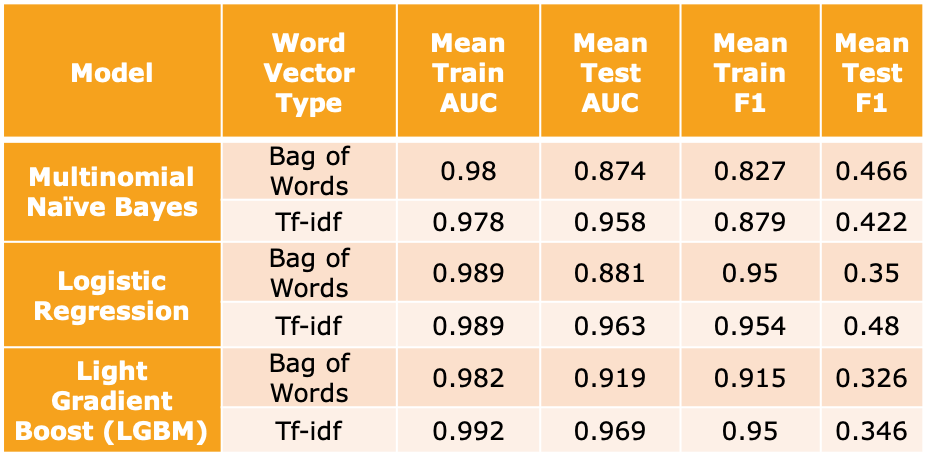 Model Word Vector Type Mean Train AUC Mean Test AUC Mean Train F1 Mean Test F1
Multinomial Naïve Bayes Bag of Words 0.98 0.874 0.827 0.466
Tf-idf 0.978 0.958 0.879 0.422
Logistic Regression Bag of Words 0.989 0.881 0.95 0.35
Tf-idf 0.989 0.963 0.954 0.48
Light Gradient Boost (LGBM) Bag of Words 0.982 0.919 0.915 0.326
Tf-idf 0.992 0.969 0.95 0.346